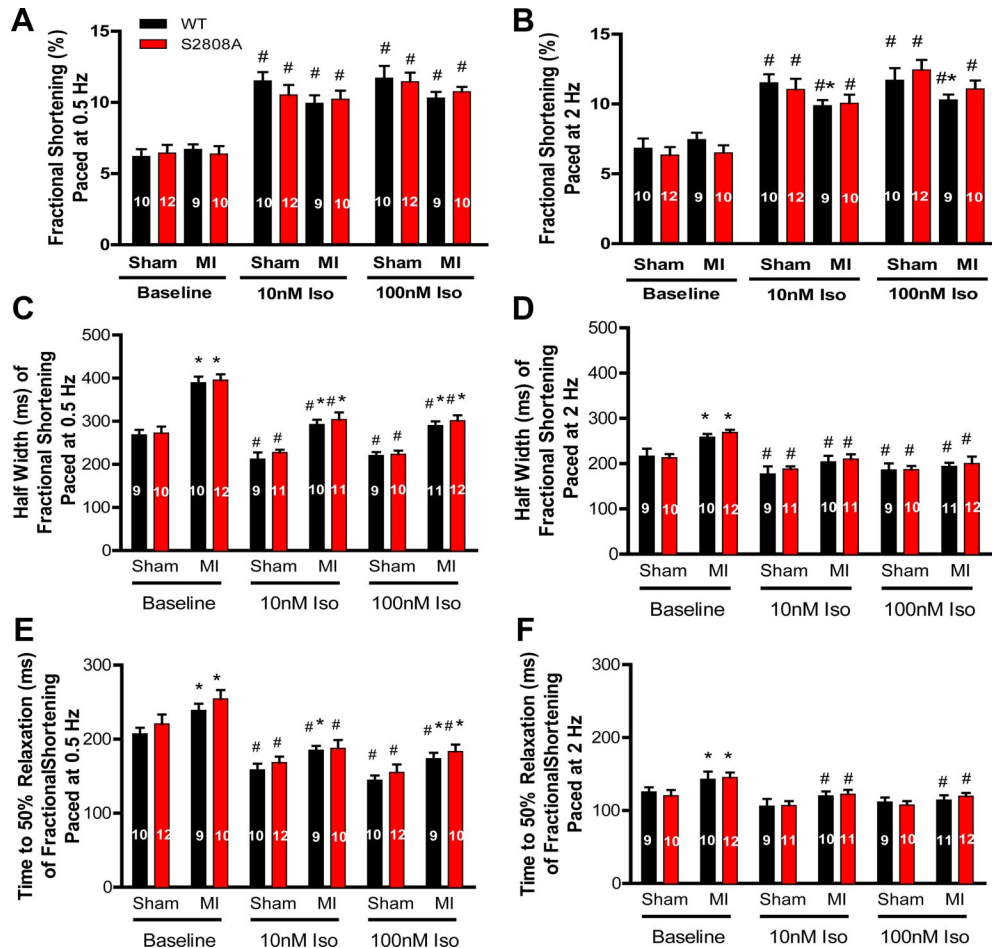 A
WT
S2808A
Fractional Shortening (%)
Paced at 0.5 Hz
15
10
5
0
# # # # # # # #
10 12 9 10 10 12 9 10 10 12 9 10
Sham MI Sham MI Sham MI
Baseline 10nM Iso 100nM Iso
B
Fractional Shortening (%)
Paced at 2 Hz
15
10
5
0
# # #* # # # #* #
10 12 9 10 10 12 9 10 10 12 9 10
Sham MI Sham MI Sham MI
Baseline 10nM Iso 100nM Iso
C
Half Width (ms) of
Fractional Shortening
Paced at 0.5 Hz
500
400
300
200
100
0
* * # # #*#* # # #*#*
9 10 10 12 9 11 10 11 9 10 11 12
Sham MI Sham MI Sham MI
Baseline 10nM Iso 100nM Iso
D
Half Width (ms) of
Fractional Shortening
Paced at 2 Hz
500
400
300
200
100
0
* * # # # # # # # #
9 10 10 12 9 11 10 11 9 10 11 12
Sham MI Sham MI Sham MI
Baseline 10nM Iso 100nM Iso
E
Time to 50% Relaxation (ms)
of FractionalShortening
Paced at 0.5 Hz
300
200
100
0
* * # # #* # # # #*#*
10 12 9 10 10 12 9 10 10 12 9 10
Sham MI Sham MI Sham MI
Baseline 10nM Iso 100nM Iso
F
Time to 50% Relaxation (ms)
of FractionalShortening
Paced at 2 Hz
300
200
100
0
* * # # # #
9 10 10 12 9 11 10 11 9 10 11 12
Sham MI Sham MI Sham MI
Baseline 10nM Iso 100nM Iso